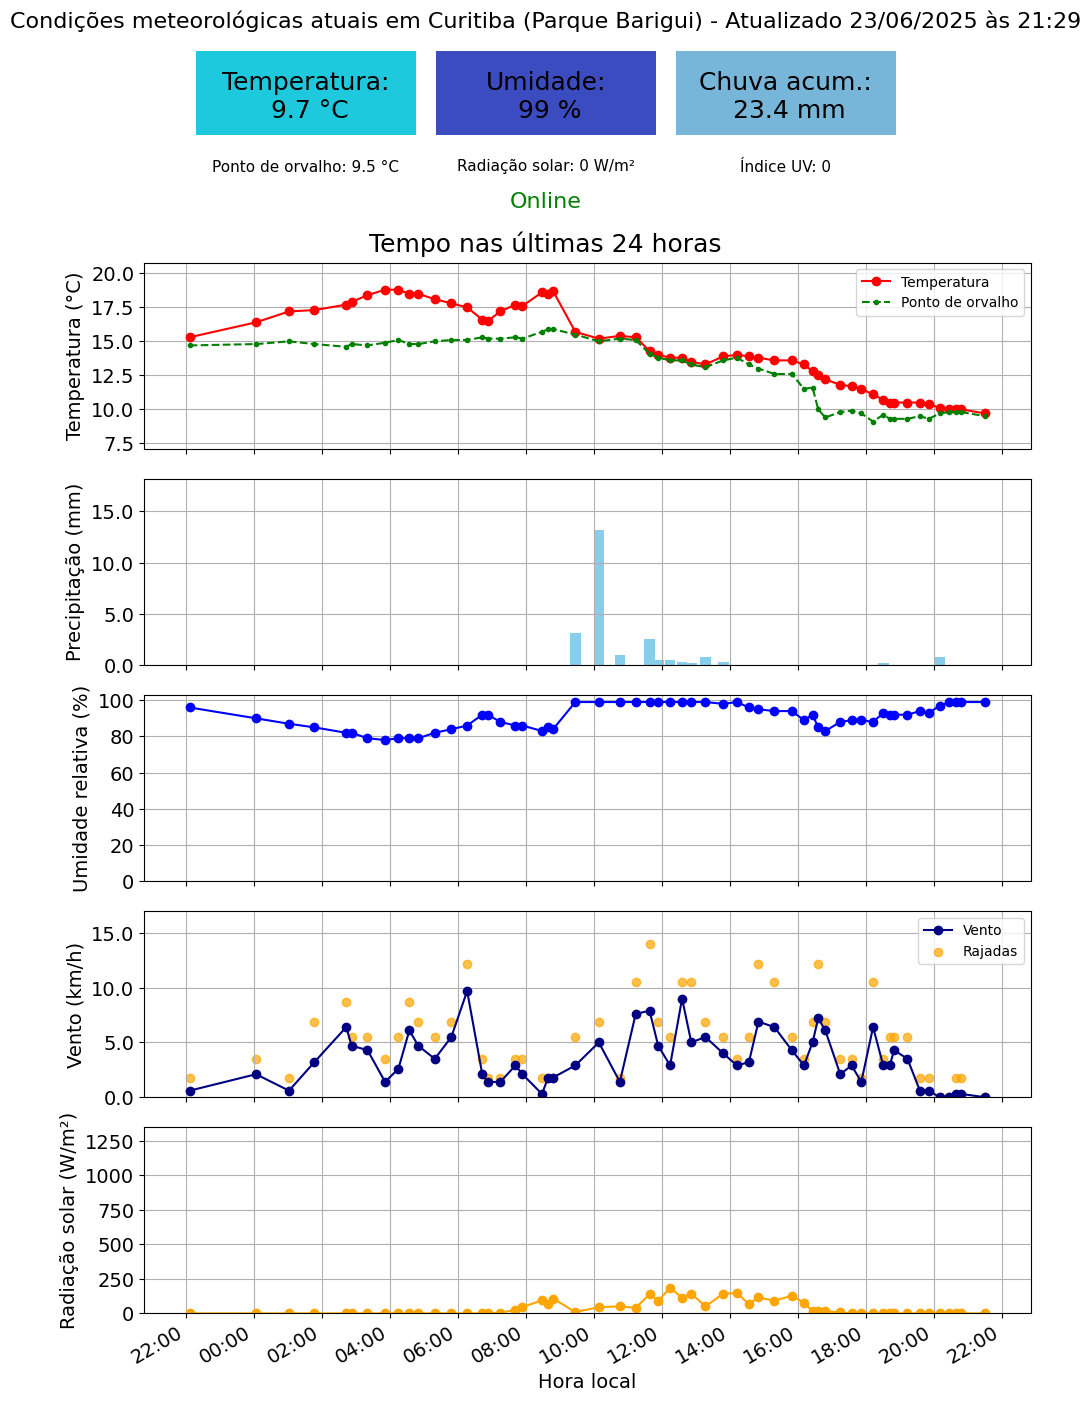 Condições meteorológicas atuais em Curitiba (Parque Barigui) - Atualizado 23/06/2025 às 21:29
Temperatura:
9.7 °C
Umidade:
99 %
Chuva acum.:
23.4 mm
Ponto de orvalho: 9.5 °C
Radiação solar: 0 W/m²
Índice UV: 0
Online
Tempo nas últimas 24 horas
Temperatura (°C)
20.0
17.5
15.0
12.5
10.0
7.5
Temperatura
Ponto de orvalho
Precipitação (mm)
15.0
10.0
5.0
0.0
Umidade relativa (%)
100
80
60
40
20
0
Vento (km/h)
15.0
10.0
5.0
0.0
Vento
Rajadas
Radiação solar (W/m²)
1250
1000
750
500
250
0
22:00
00:00
02:00
04:00
06:00
08:00
10:00
12:00
14:00
16:00
18:00
20:00
22:00
Hora local